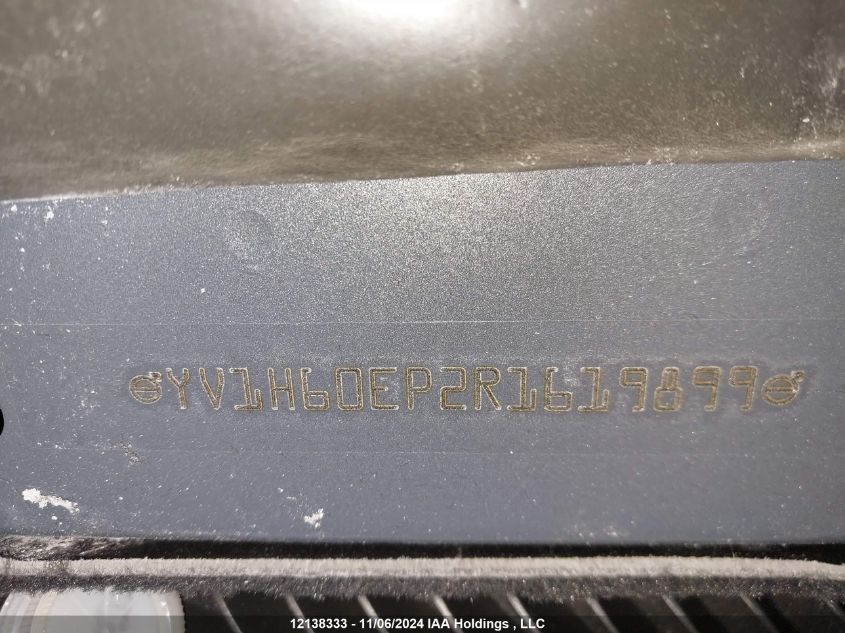 YV1H60EP2R1619899
12138333 - 11/06/2024 IAA Holdings , LLC